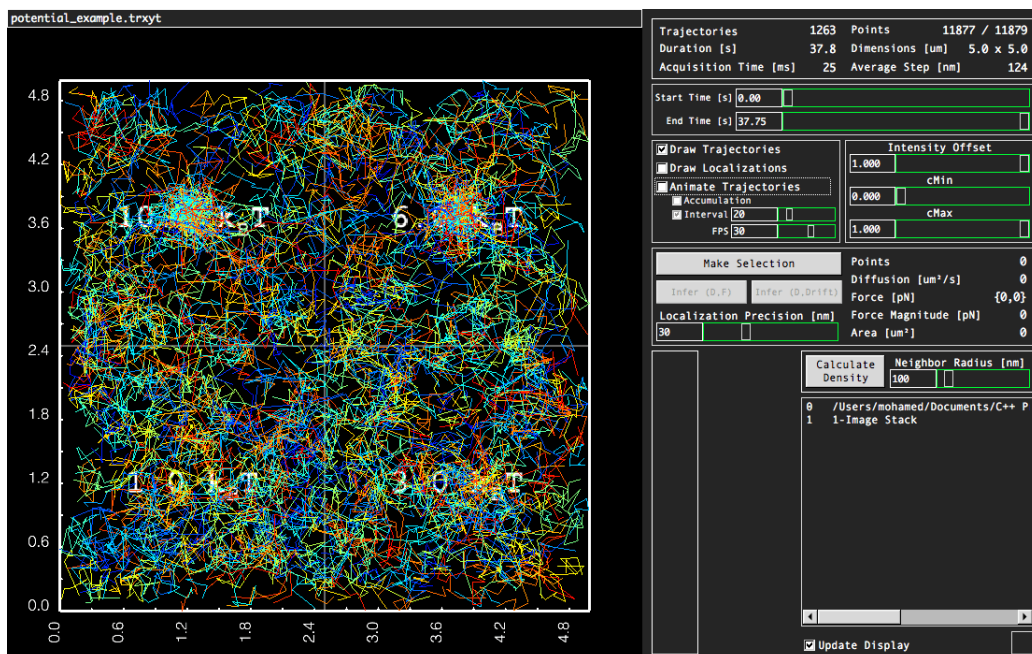 potential_example.trxyt
4.8
4.2
3.6
3.0
2.4
1.8
1.2
0.6
0.0
0.0 0.6 1.2 1.8 2.4 3.0 3.6 4.2 4.8
Trajectories 1263 Points 11877 / 11879
Duration [s] 37.8 Dimensions [um] 5.0 x 5.0
Acquisition Time [ms] 25 Average Step [nm] 124
Start Time [s] 0.00
End Time [s] 37.75
Draw Trajectories
Draw Localizations
Animate Trajectories
Accumulation
Interval 20
FPS 30
Intensity Offset
1.000
cMin
0.000
cMax
1.000
Make Selection
Infer (D,F) Infer (D,Drift)
Localization Precision [nm]
30
Points 0
Diffusion [um²/s] 0
Force [pN] {0,0}
Force Magnitude [pN] 0
Area [um²] 0
Calculate
Density
Neighbor Radius [nm]
100
0 /Users/mohamed/Documents/C++ P
1 1-Image Stack
Update Display